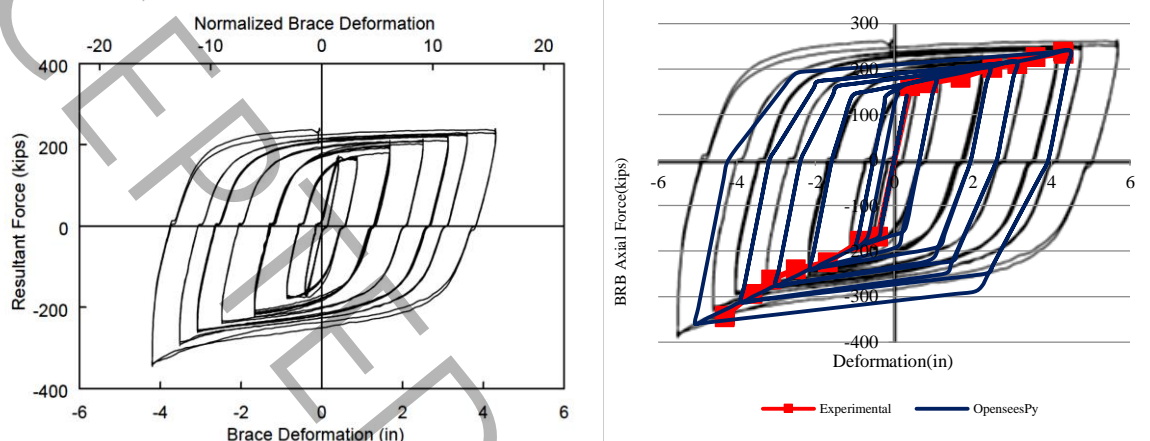 Normalized Brace Deformation
-20 -10 0 10 20
400
200
0
-200
-400
Resultant Force (kips)
-6 -4 -2 0 2 4 6
Brace Deformation (in)
300
200
100
0
-100
-200
-300
-400
BRB Axial Force(kips)
-6 -4 -2 0 2 4 6
Deformation(in)
Experimental OpenseesPy